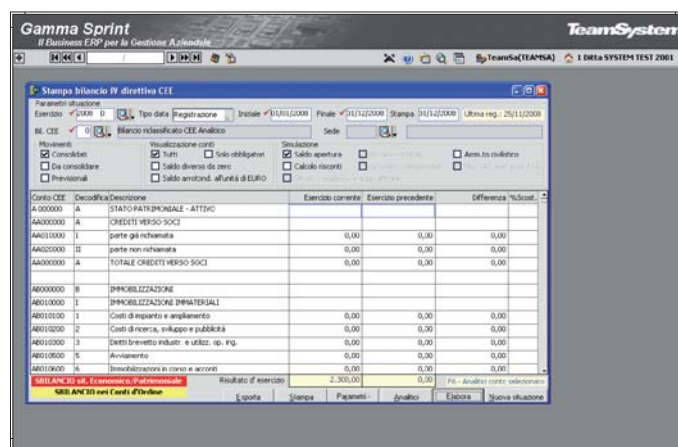 Gamma Sprint
Il Business ERP per la Gestione Aziendale
TeamSystem
TeamSa(TEAMSA) 1 Ditta SYSTEM TEST 2001
Stampa bilancio IV direttiva CEE
Parametri situazione
Esercizio 2008 0 Tipo data Registrazione Iniziale 01/01/2008 Finale 31/12/2008 Stampa 31/12/2008 Ultima reg.: 25/11/2008
Bil. CEE 0 Bilancio riclassificato CEE Analitico Sede
Movimenti Visualizzazione conti Simulazione
Consolidati Tutti Solo obbligatori Saldo apertura Amm.to civilistico
Da consolidare Saldo diverso da zero Calcolo risconti
Previsionali Saldo arrotond. all'unità di EURO
Conto CEE Decodifica Descrizione Esercizio corrente Esercizio precedente Differenza %Scost.
A 000000 A STATO PATRIMONIALE - ATTIVO
AA000000 A CREDITI VERSO SOCI
AA010000 I parte già richiamata 0,00 0,00 0,00
AA020000 II parte non richiamata 0,00 0,00 0,00
AA000000 A TOTALE CREDITI VERSO SOCI 0,00 0,00 0,00
AB000000 B IMMOBILIZZAZIONI
AB010000 I IMMOBILIZZAZIONI IMMATERIALI
AB010100 1 Costi di impianto e ampliamento 0,00 0,00 0,00
AB010200 2 Costi di ricerca, sviluppo e pubblicità 0,00 0,00 0,00
AB010300 3 Diritti brevetto industr. e utilizz. op. ing. 0,00 0,00 0,00
AB010500 5 Avviamento 0,00 0,00 0,00
AB010600 6 Immobilizzazioni in corso e acconti 0,00 0,00 0,00
SBILANCIO sit. Economico/Patrimoniale Risultato d'esercizio 2.300,00 0,00 F6 - Analitici conto selezionato
SBILANCIO nei Conti d'Ordine Esporta Stampa Parametri Analitici Elabora Nuova situazione